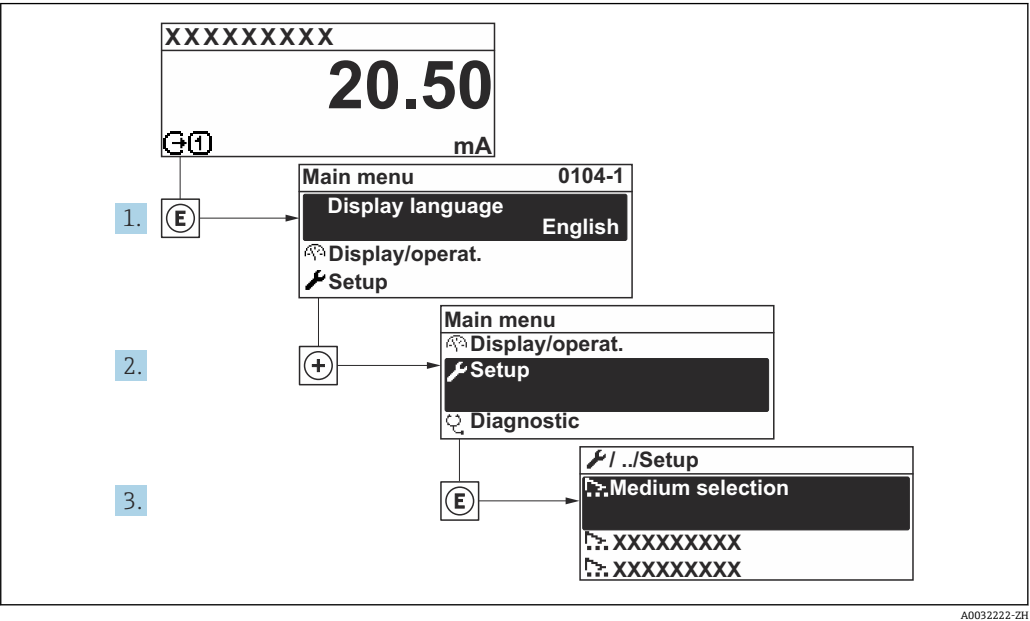 XXXXXXXXX
20.50
1
mA
Main menu 0104-1
Display language
English
Display/operat.
Setup
1.
E
Main menu
Display/operat.
Setup
Diagnostic
2.
+
/ ../Setup
Medium selection
XXXXXXXXX
XXXXXXXXX
3.
E
A0032222-ZH